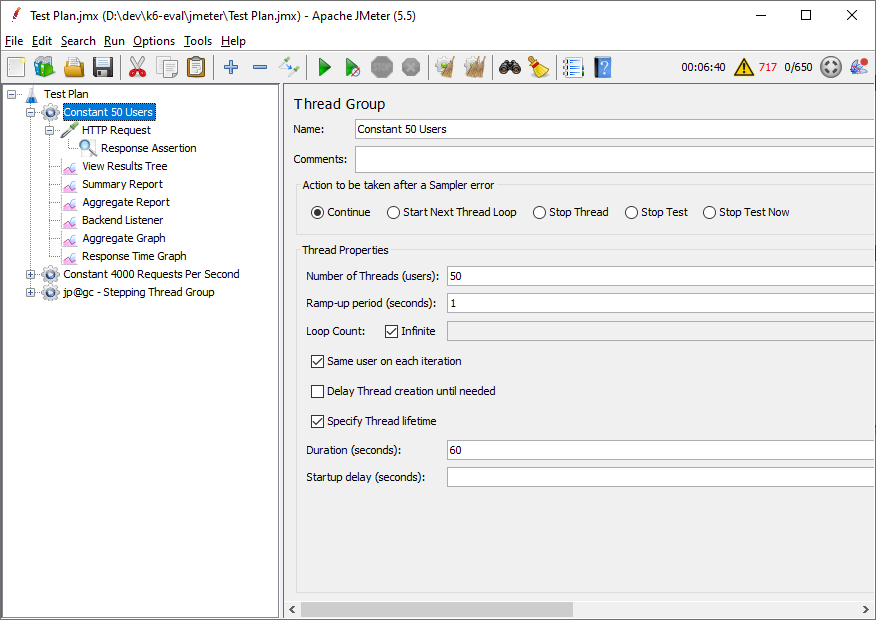 Test Plan.jmx (D:\dev\k6-eval\jmeter\Test Plan.jmx) - Apache JMeter (5.5)
File Edit Search Run Options Tools Help
STOP 00:06:40 717 0/650
Test Plan
Constant 50 Users
HTTP Request
Response Assertion
View Results Tree
Summary Report
Aggregate Report
Backend Listener
Aggregate Graph
Response Time Graph
Constant 4000 Requests Per Second
jp@gc - Stepping Thread Group
Thread Group
Name: Constant 50 Users
Comments:
Action to be taken after a Sampler error
Continue Start Next Thread Loop Stop Thread Stop Test Stop Test Now
Thread Properties
Number of Threads (users): 50
Ramp-up period (seconds): 1
Loop Count: Infinite
Same user on each iteration
Delay Thread creation until needed
Specify Thread lifetime
Duration (seconds): 60
Startup delay (seconds):